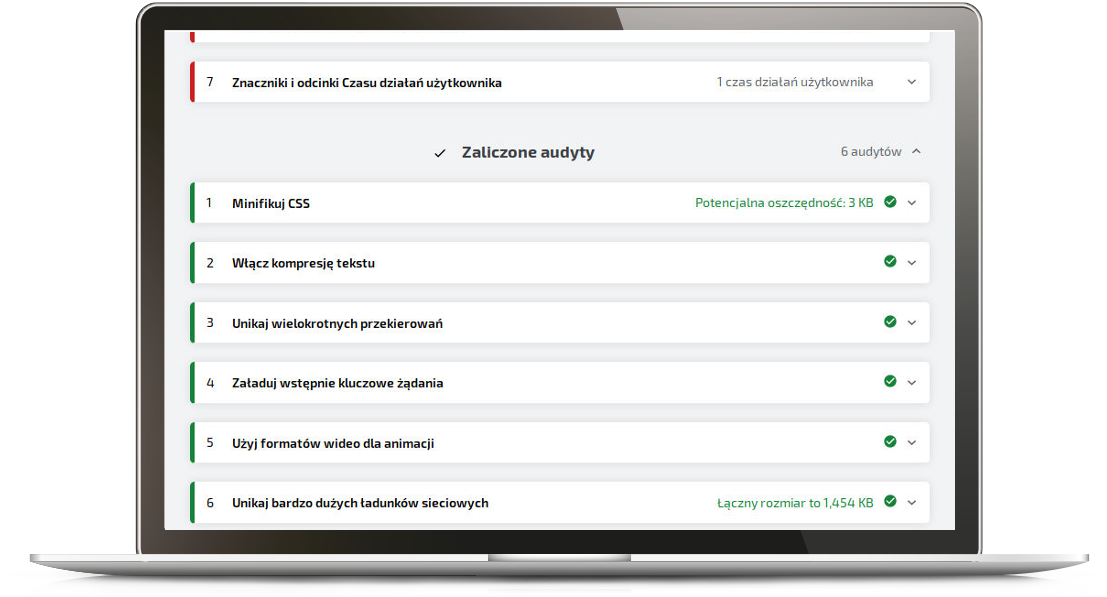 7 Znaczniki i odcinki Czasu działań użytkownika 1 czas działań użytkownika
Zaliczone audyty 6 audytów
1 Minifikuj CSS Potencjalna oszczędność: 3 KB
2 Włącz kompresję tekstu
3 Unikaj wielokrotnych przekierowań
4 Załaduj wstępnie kluczowe żądania
5 Użyj formatów wideo dla animacji
6 Unikaj bardzo dużych ładunków sieciowych Łączny rozmiar to 1,454 KB